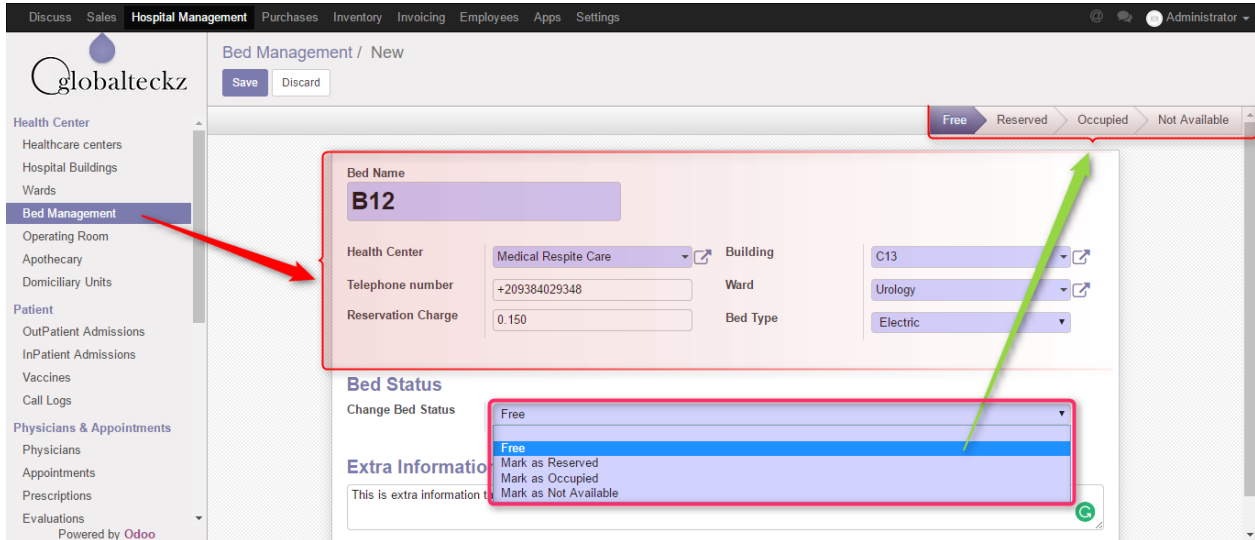 Discuss Sales Hospital Management Purchases Inventory Invoicing Employees Apps Settings @ Administrator
globalteckz
Bed Management / New
Save Discard
Free Reserved Occupied Not Available
Health Center
Healthcare centers
Hospital Buildings
Wards
Bed Management
Operating Room
Apothecary
Domiciliary Units
Patient
OutPatient Admissions
InPatient Admissions
Vaccines
Call Logs
Physicians & Appointments
Physicians
Appointments
Prescriptions
Evaluations
Powered by Odoo
Bed Name
B12
Health Center Medical Respite Care Building C13
Telephone number +209384029348 Ward Urology
Reservation Charge 0.150 Bed Type Electric
Bed Status
Change Bed Status Free
Free
Mark as Reserved
Mark as Occupied
Mark as Not Available
Extra Informatio
This is extra information